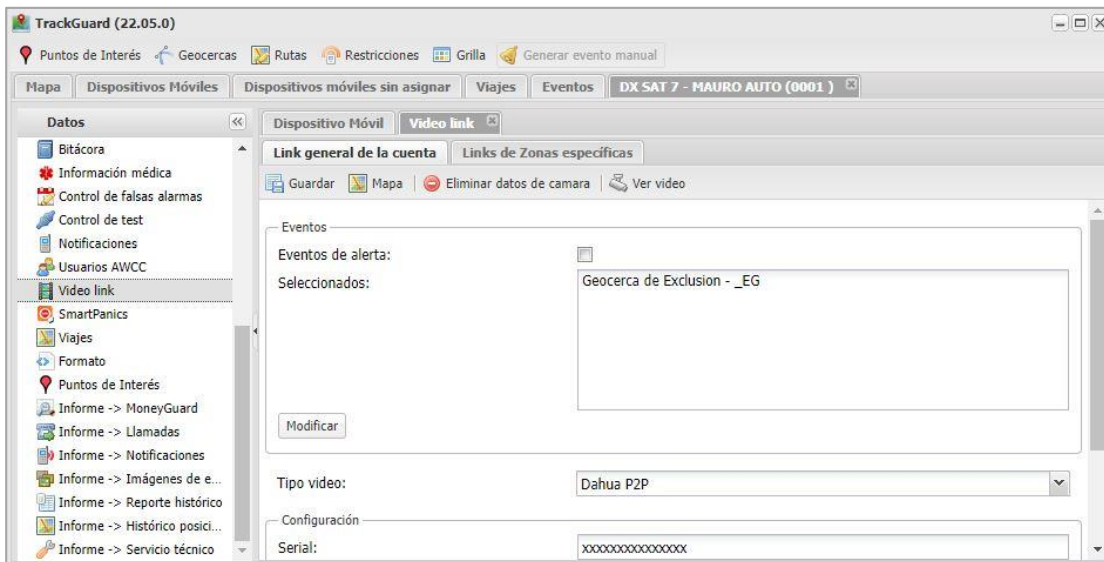 TrackGuard (22.05.0)
Puntos de Interés Geocercas Rutas Restricciones Grilla Generar evento manual
Mapa Dispositivos Móviles Dispositivos móviles sin asignar Viajes Eventos DX SAT 7 - MAURO AUTO (0001 )
Datos
Bitácora
Información médica
Control de falsas alarmas
Control de test
Notificaciones
Usuarios AWCC
Video link
SmartPanics
Viajes
Formato
Puntos de Interés
Informe -> MoneyGuard
Informe -> Llamadas
Informe -> Notificaciones
Informe -> Imágenes de e...
Informe -> Reporte histórico
Informe -> Histórico posici...
Informe -> Servicio técnico
Dispositivo Móvil Video link
Link general de la cuenta Links de Zonas específicas
Guardar Mapa Eliminar datos de camara Ver video
Eventos
Eventos de alerta:
Seleccionados:
Geocerca de Exclusion - _EG
Modificar
Tipo video: Dahua P2P
Configuración
Serial: xxxxxxxxxxxxxxx